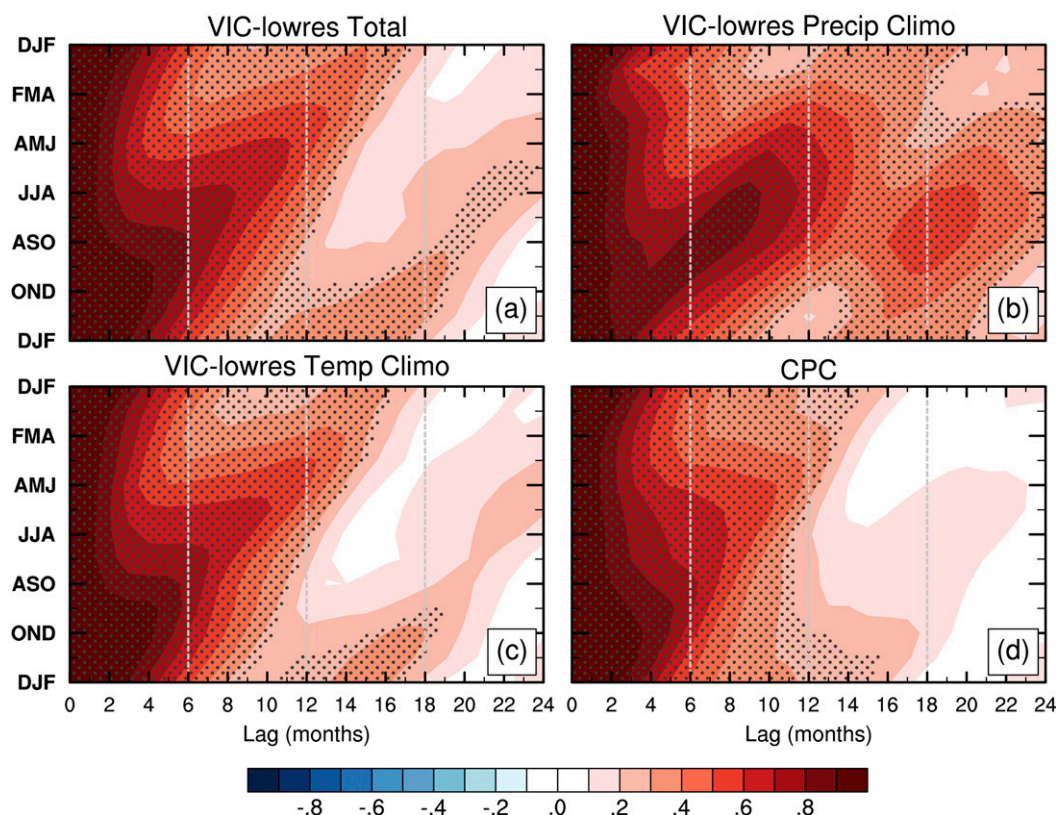 VIC-lowres Total
VIC-lowres Precip Climo
DJF
FMA
AMJ
JJA
ASO
OND
DJF
(a)
(b)
VIC-lowres Temp Climo
CPC
DJF
FMA
AMJ
JJA
ASO
OND
DJF
(c)
(d)
0 2 4 6 8 10 12 14 16 18 20 22 24
0 2 4 6 8 10 12 14 16 18 20 22 24
Lag (months)
Lag (months)
-.8 -.6 -.4 -.2 .0 .2 .4 .6 .8